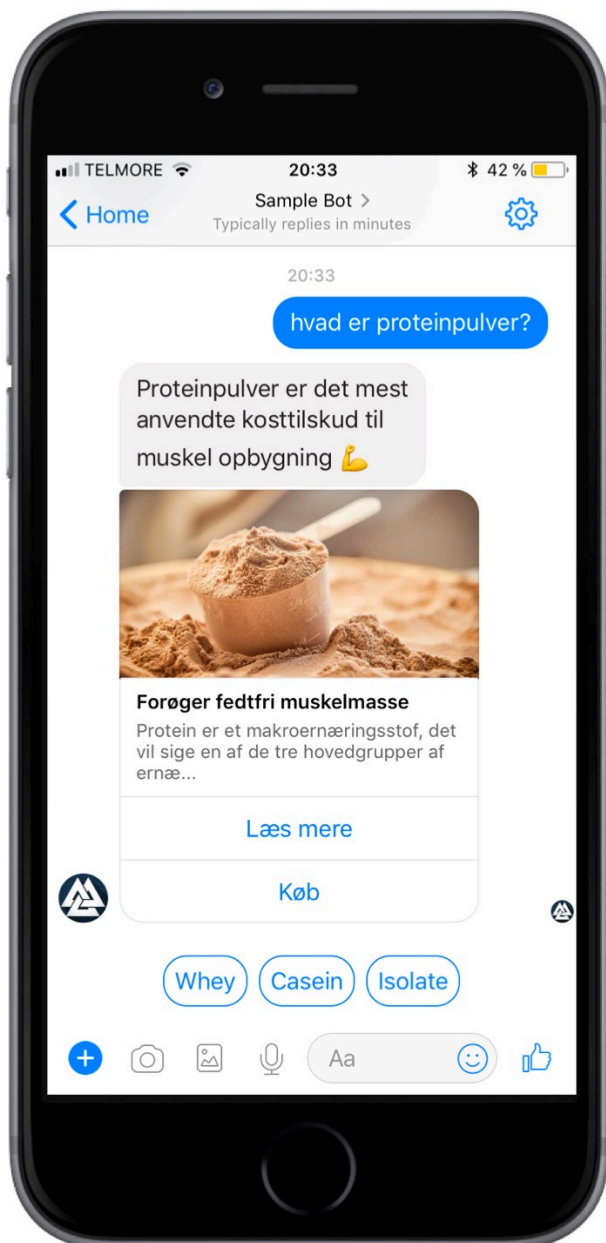 TELMORE 20:33 42 %
Home
Sample Bot >
Typically replies in minutes
20:33
hvad er proteinpulver?
Proteinpulver er det mest
anvendte kosttilskud til
muskel opbygning 💪
Forøger fedtfri muskelmasse
Protein er et makroernæringsstof, det
vil sige en af de tre hovedgrupper af
ernæ...
Læs mere
Køb
Whey Casein Isolate
Aa